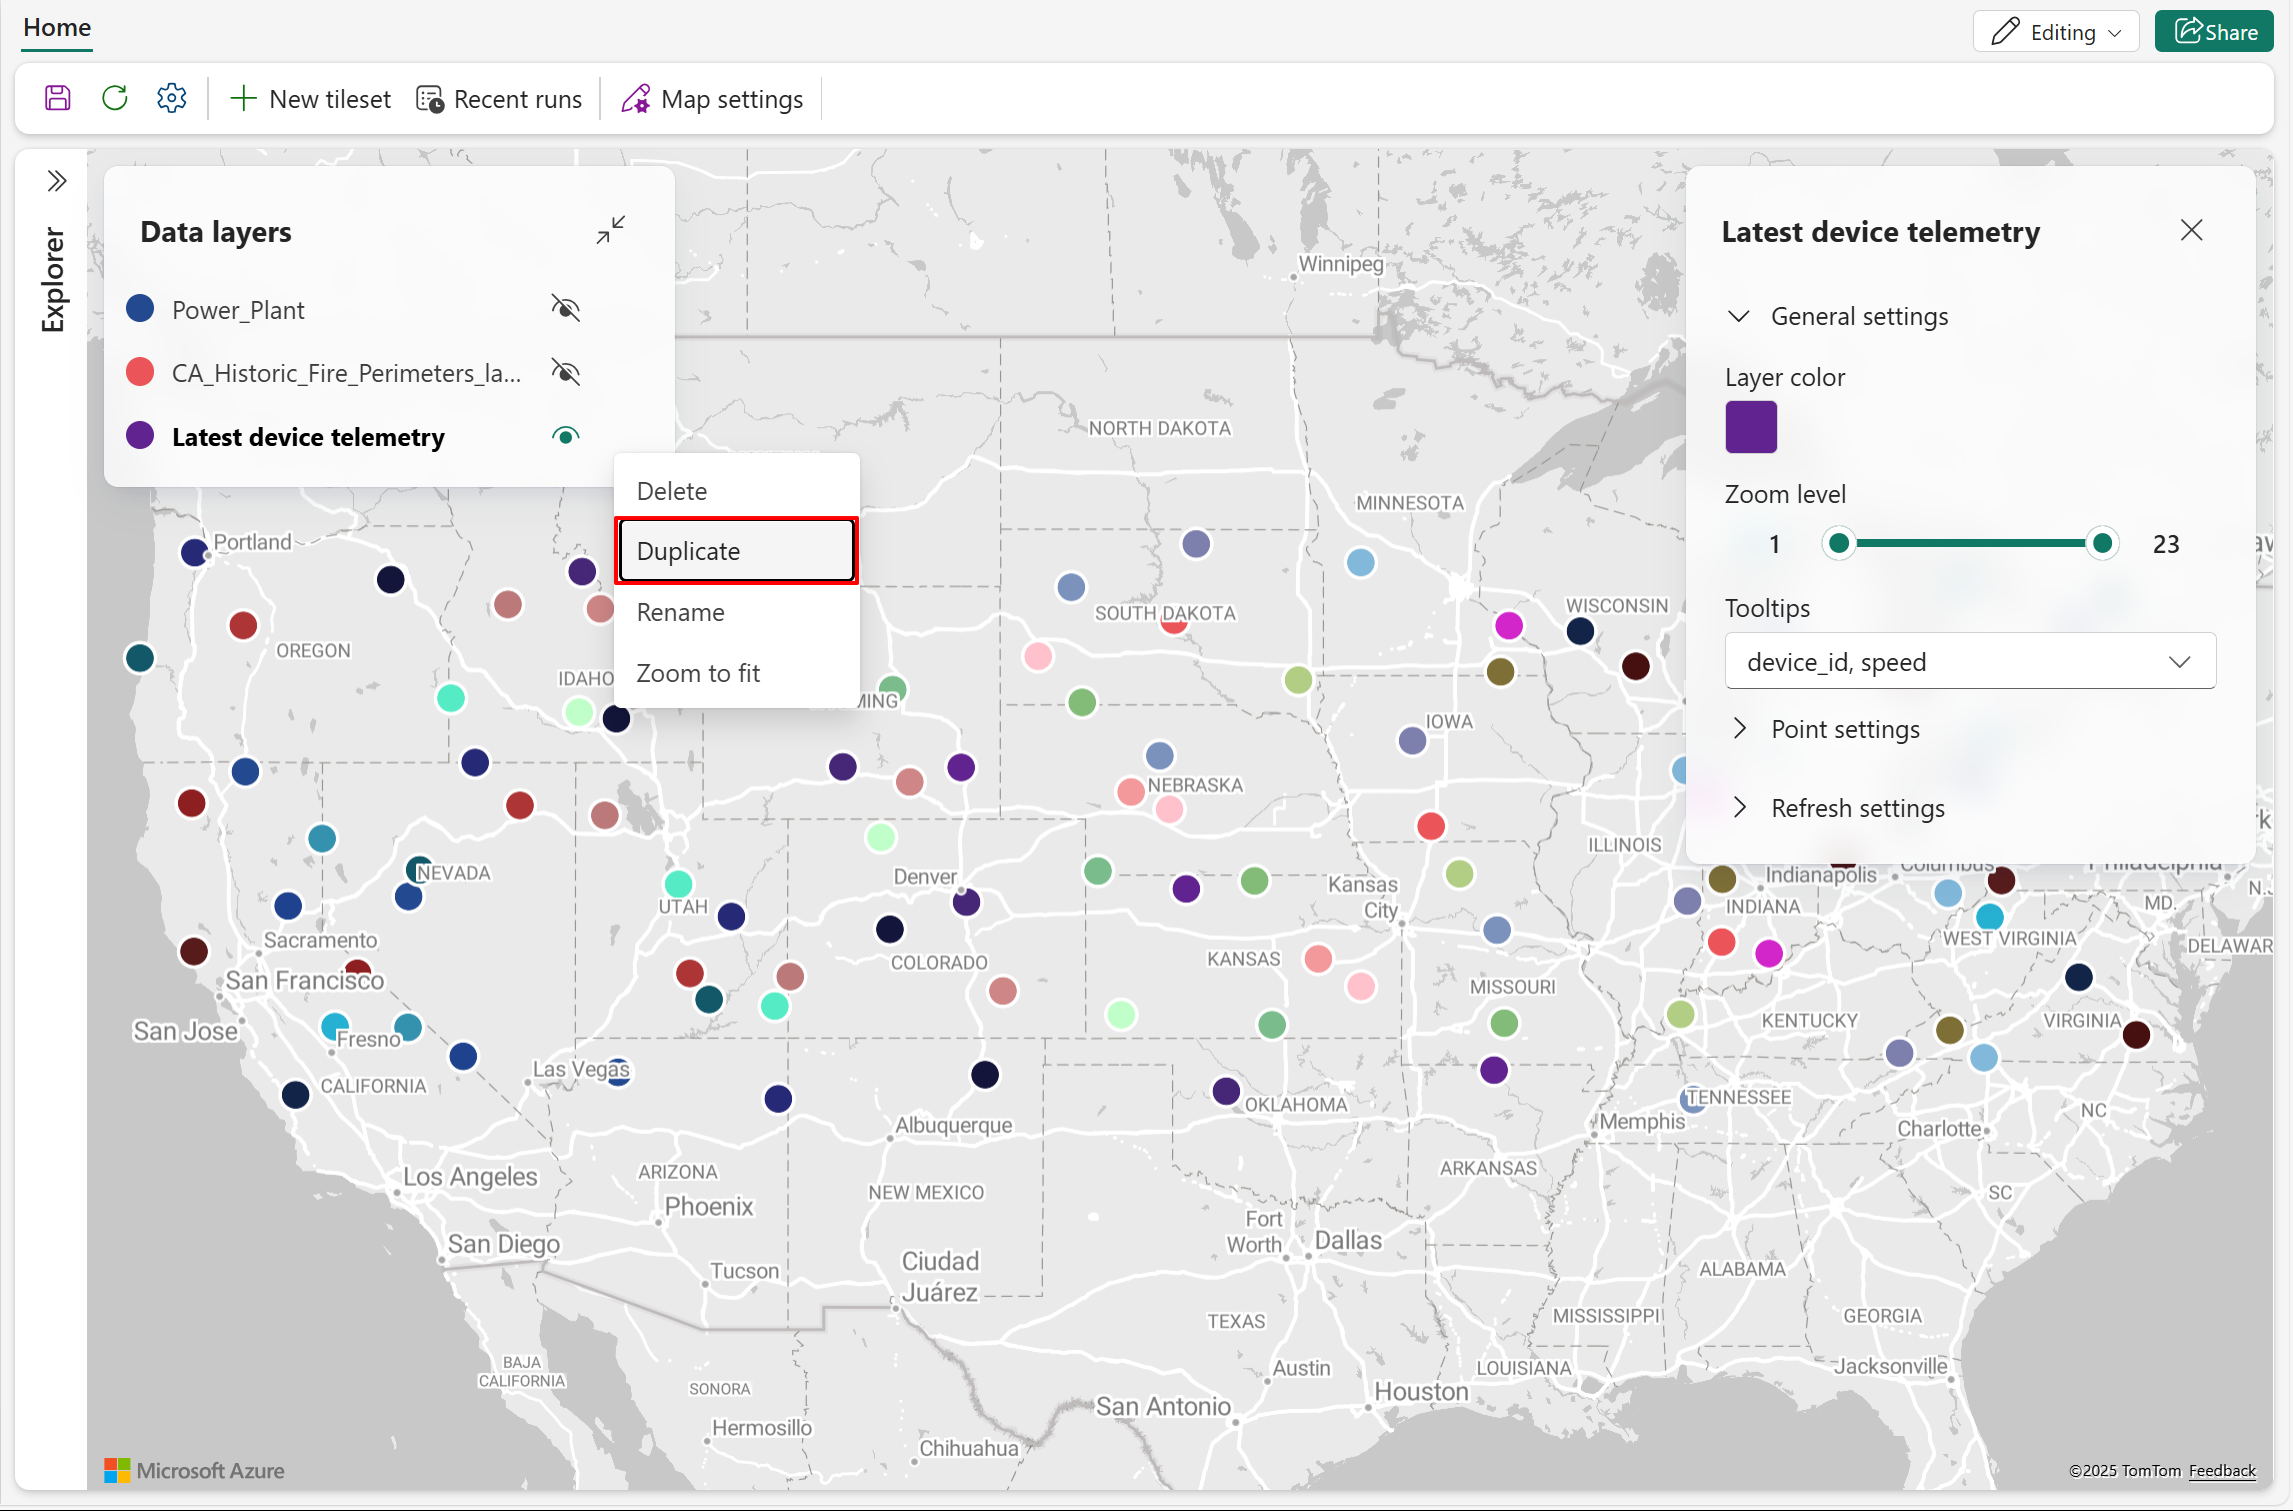 Home
Editing
Share
New tileset
Recent runs
Map settings
Explorer
Data layers
Power_Plant
CA_Historic_Fire_Perimeters_la...
Latest device telemetry
Delete
Duplicate
Rename
Zoom to fit
Latest device telemetry
General settings
Layer color
Zoom level
1
23
Tooltips
device_id, speed
Point settings
Refresh settings
Winnipeg
NORTH DAKOTA
MINNESOTA
Portland
SOUTH DAKOTA
WISCONSIN
OREGON
IDAHO
MING
IOWA
NEBRASKA
ILLINOIS
NEVADA
Denver
Kansas
City
Indianapolis
Columbus
Philadelphia
N.J.
UTAH
INDIANA
MD.
Sacramento
WEST VIRGINIA
DELAWAR
San Francisco
COLORADO
KANSAS
MISSOURI
San Jose
Fresno
KENTUCKY
VIRGINIA
Las Vegas
CALIFORNIA
OKLAHOMA
TENNESSEE
NC
Albuquerque
Memphis
Charlotte
Los Angeles
ARIZONA
ARKANSAS
Phoenix
NEW MEXICO
SC
San Diego
Fort
Worth
Dallas
Tucson
Ciudad
Juárez
ALABAMA
TEXAS
MISSISSIPPI
GEORGIA
BAJA
CALIFORNIA
SONORA
Austin
LOUISIANA
Jacksonville
Houston
San Antonio
Hermosillo
Chihuahua
Microsoft Azure
©2025 TomTom Feedback